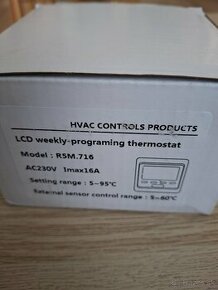 HVAC CONTROLS PRODUCTS
LCD weekly-programing thermostat
Model: RSM.716
AC230V Imax16A
Setting range: 5~95℃
External sensor control range: 5~60℃